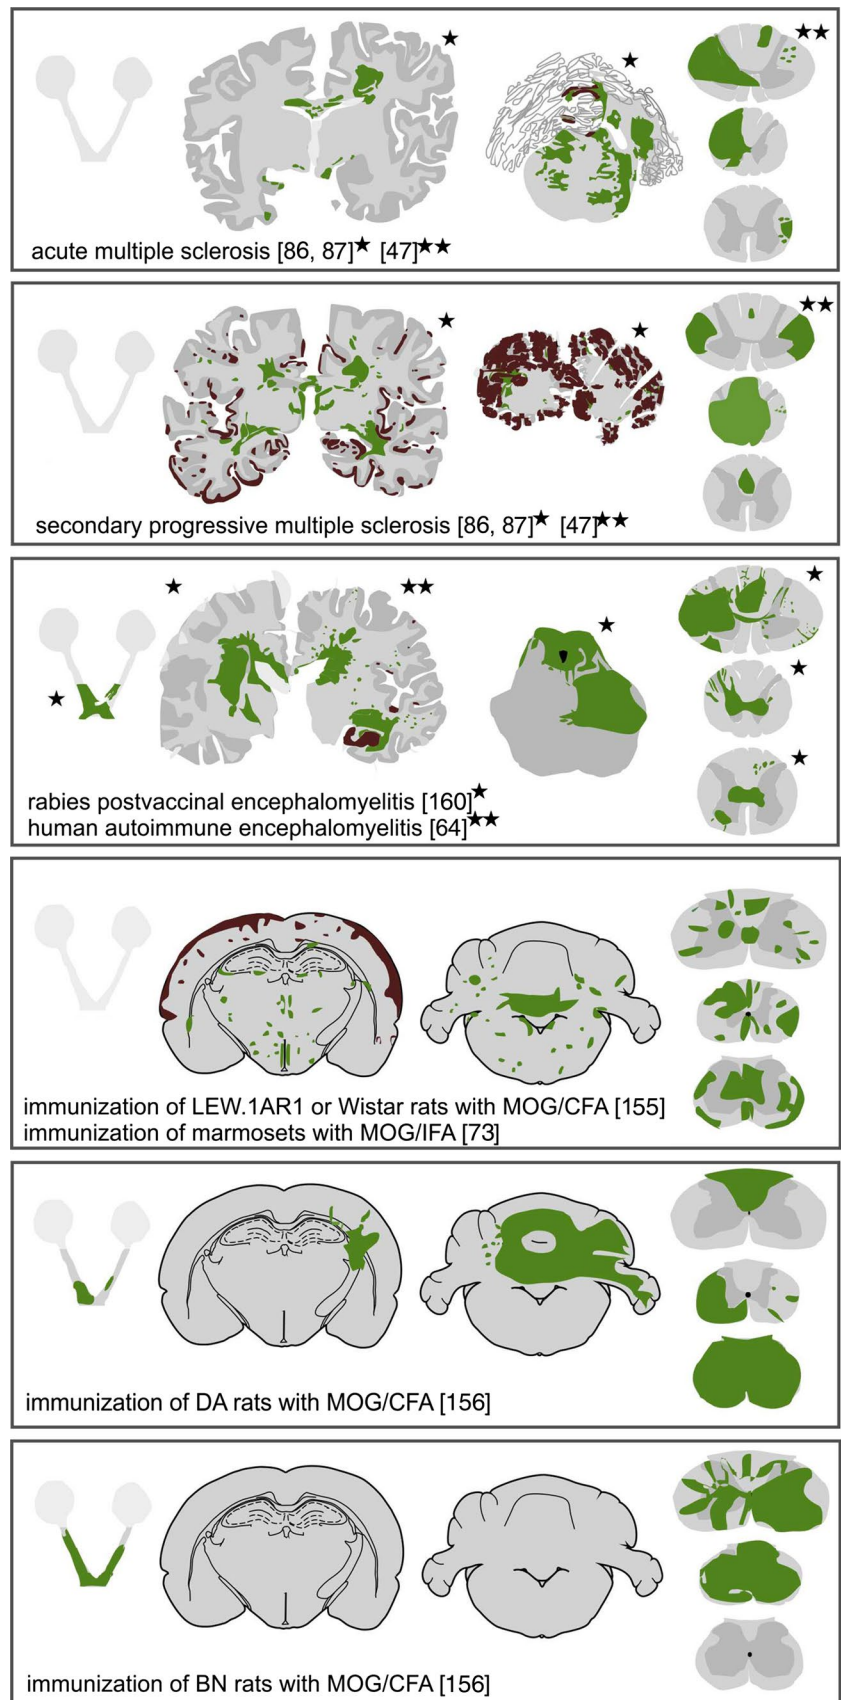 ★
★
★★
acute multiple sclerosis [86, 87]★ [47]★★
★
★
★★
secondary progressive multiple sclerosis [86, 87]★ [47]★★
★
★★
★
★
★
★
★
rabies postvaccinal encephalomyelitis [160]★
human autoimmune encephalomyelitis [64]★★
immunization of LEW.1AR1 or Wistar rats with MOG/CFA [155]
immunization of marmosets with MOG/IFA [73]
immunization of DA rats with MOG/CFA [156]
immunization of BN rats with MOG/CFA [156]